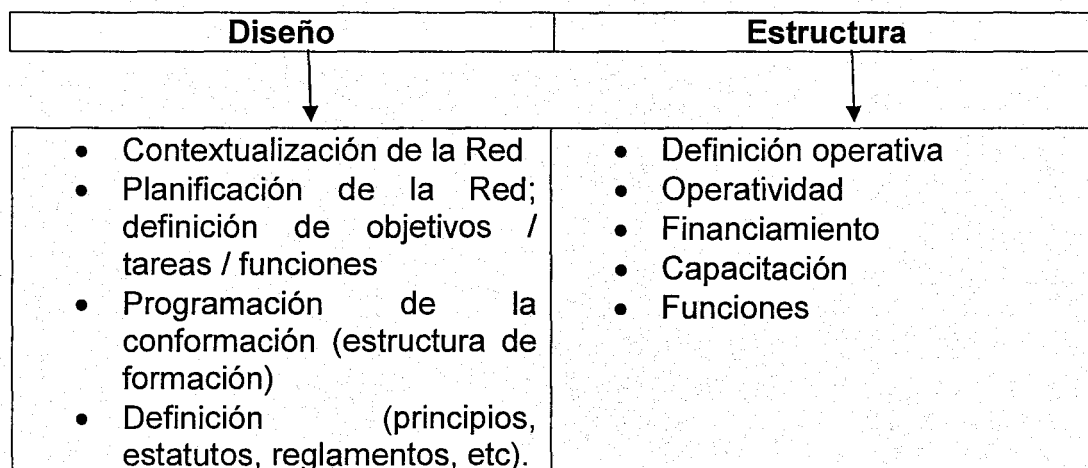 Diseño
Estructura
• Contextualización de la Red
• Planificación de la Red;
definición de objetivos /
tareas / funciones
• Programación de la
conformación (estructura de
formación)
• Definición (principios,
estatutos, reglamentos, etc).
• Definición operativa
• Operatividad
• Financiamiento
• Capacitación
• Funciones